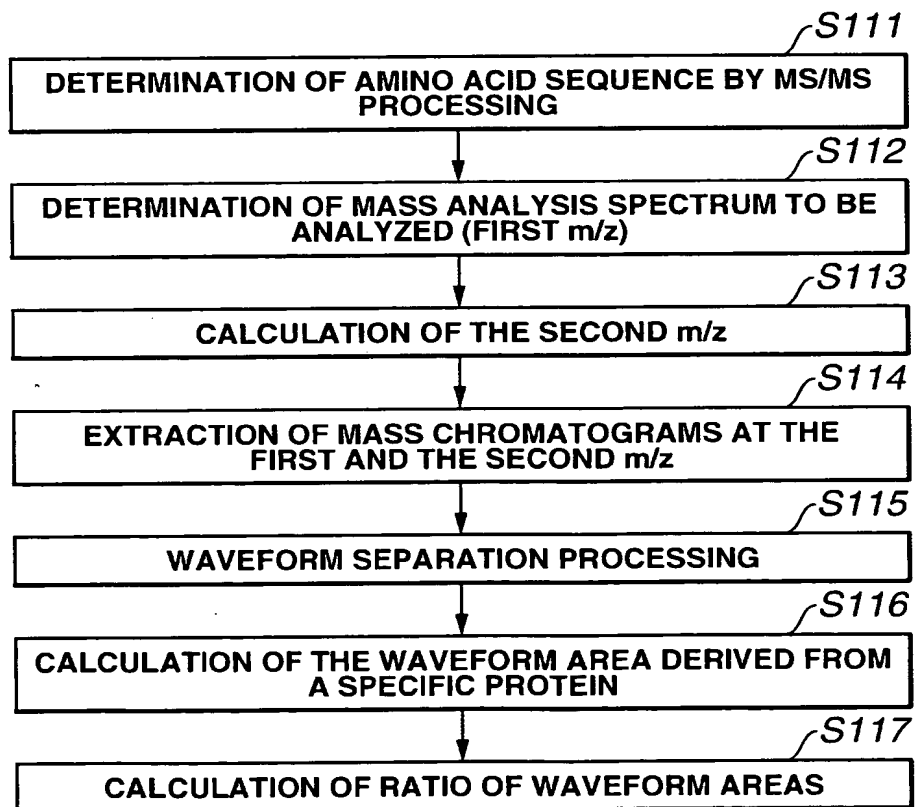 S111
DETERMINATION OF AMINO ACID SEQUENCE BY MS/MS
PROCESSING
S112
DETERMINATION OF MASS ANALYSIS SPECTRUM TO BE
ANALYZED (FIRST m/z)
S113
CALCULATION OF THE SECOND m/z
S114
EXTRACTION OF MASS CHROMATOGRAMS AT THE
FIRST AND THE SECOND m/z
S115
WAVEFORM SEPARATION PROCESSING
S116
CALCULATION OF THE WAVEFORM AREA DERIVED FROM
A SPECIFIC PROTEIN
S117
CALCULATION OF RATIO OF WAVEFORM AREAS